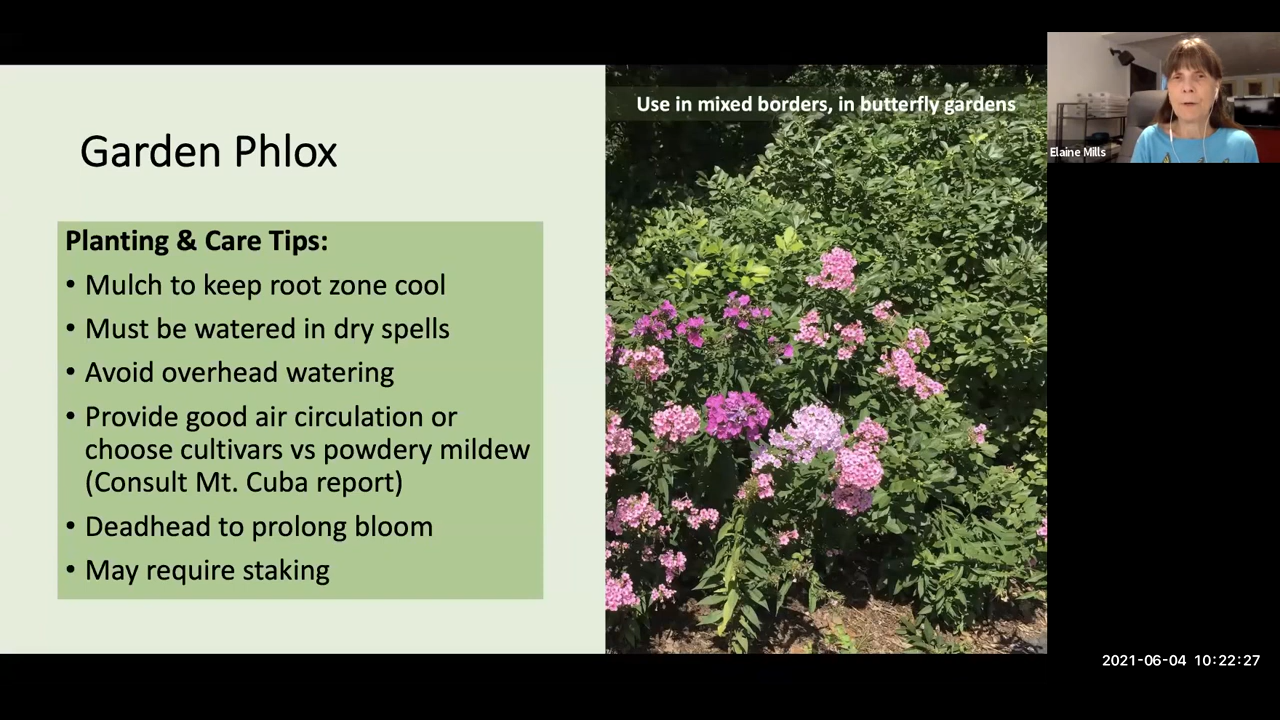 Garden Phlox
Planting & Care Tips:
• Mulch to keep root zone cool
• Must be watered in dry spells
• Avoid overhead watering
• Provide good air circulation or
choose cultivars vs powdery mildew
(Consult Mt. Cuba report)
• Deadhead to prolong bloom
• May require staking
Use in mixed borders, in butterfly gardens
Elaine Mills
2021-06-04 10:22:27